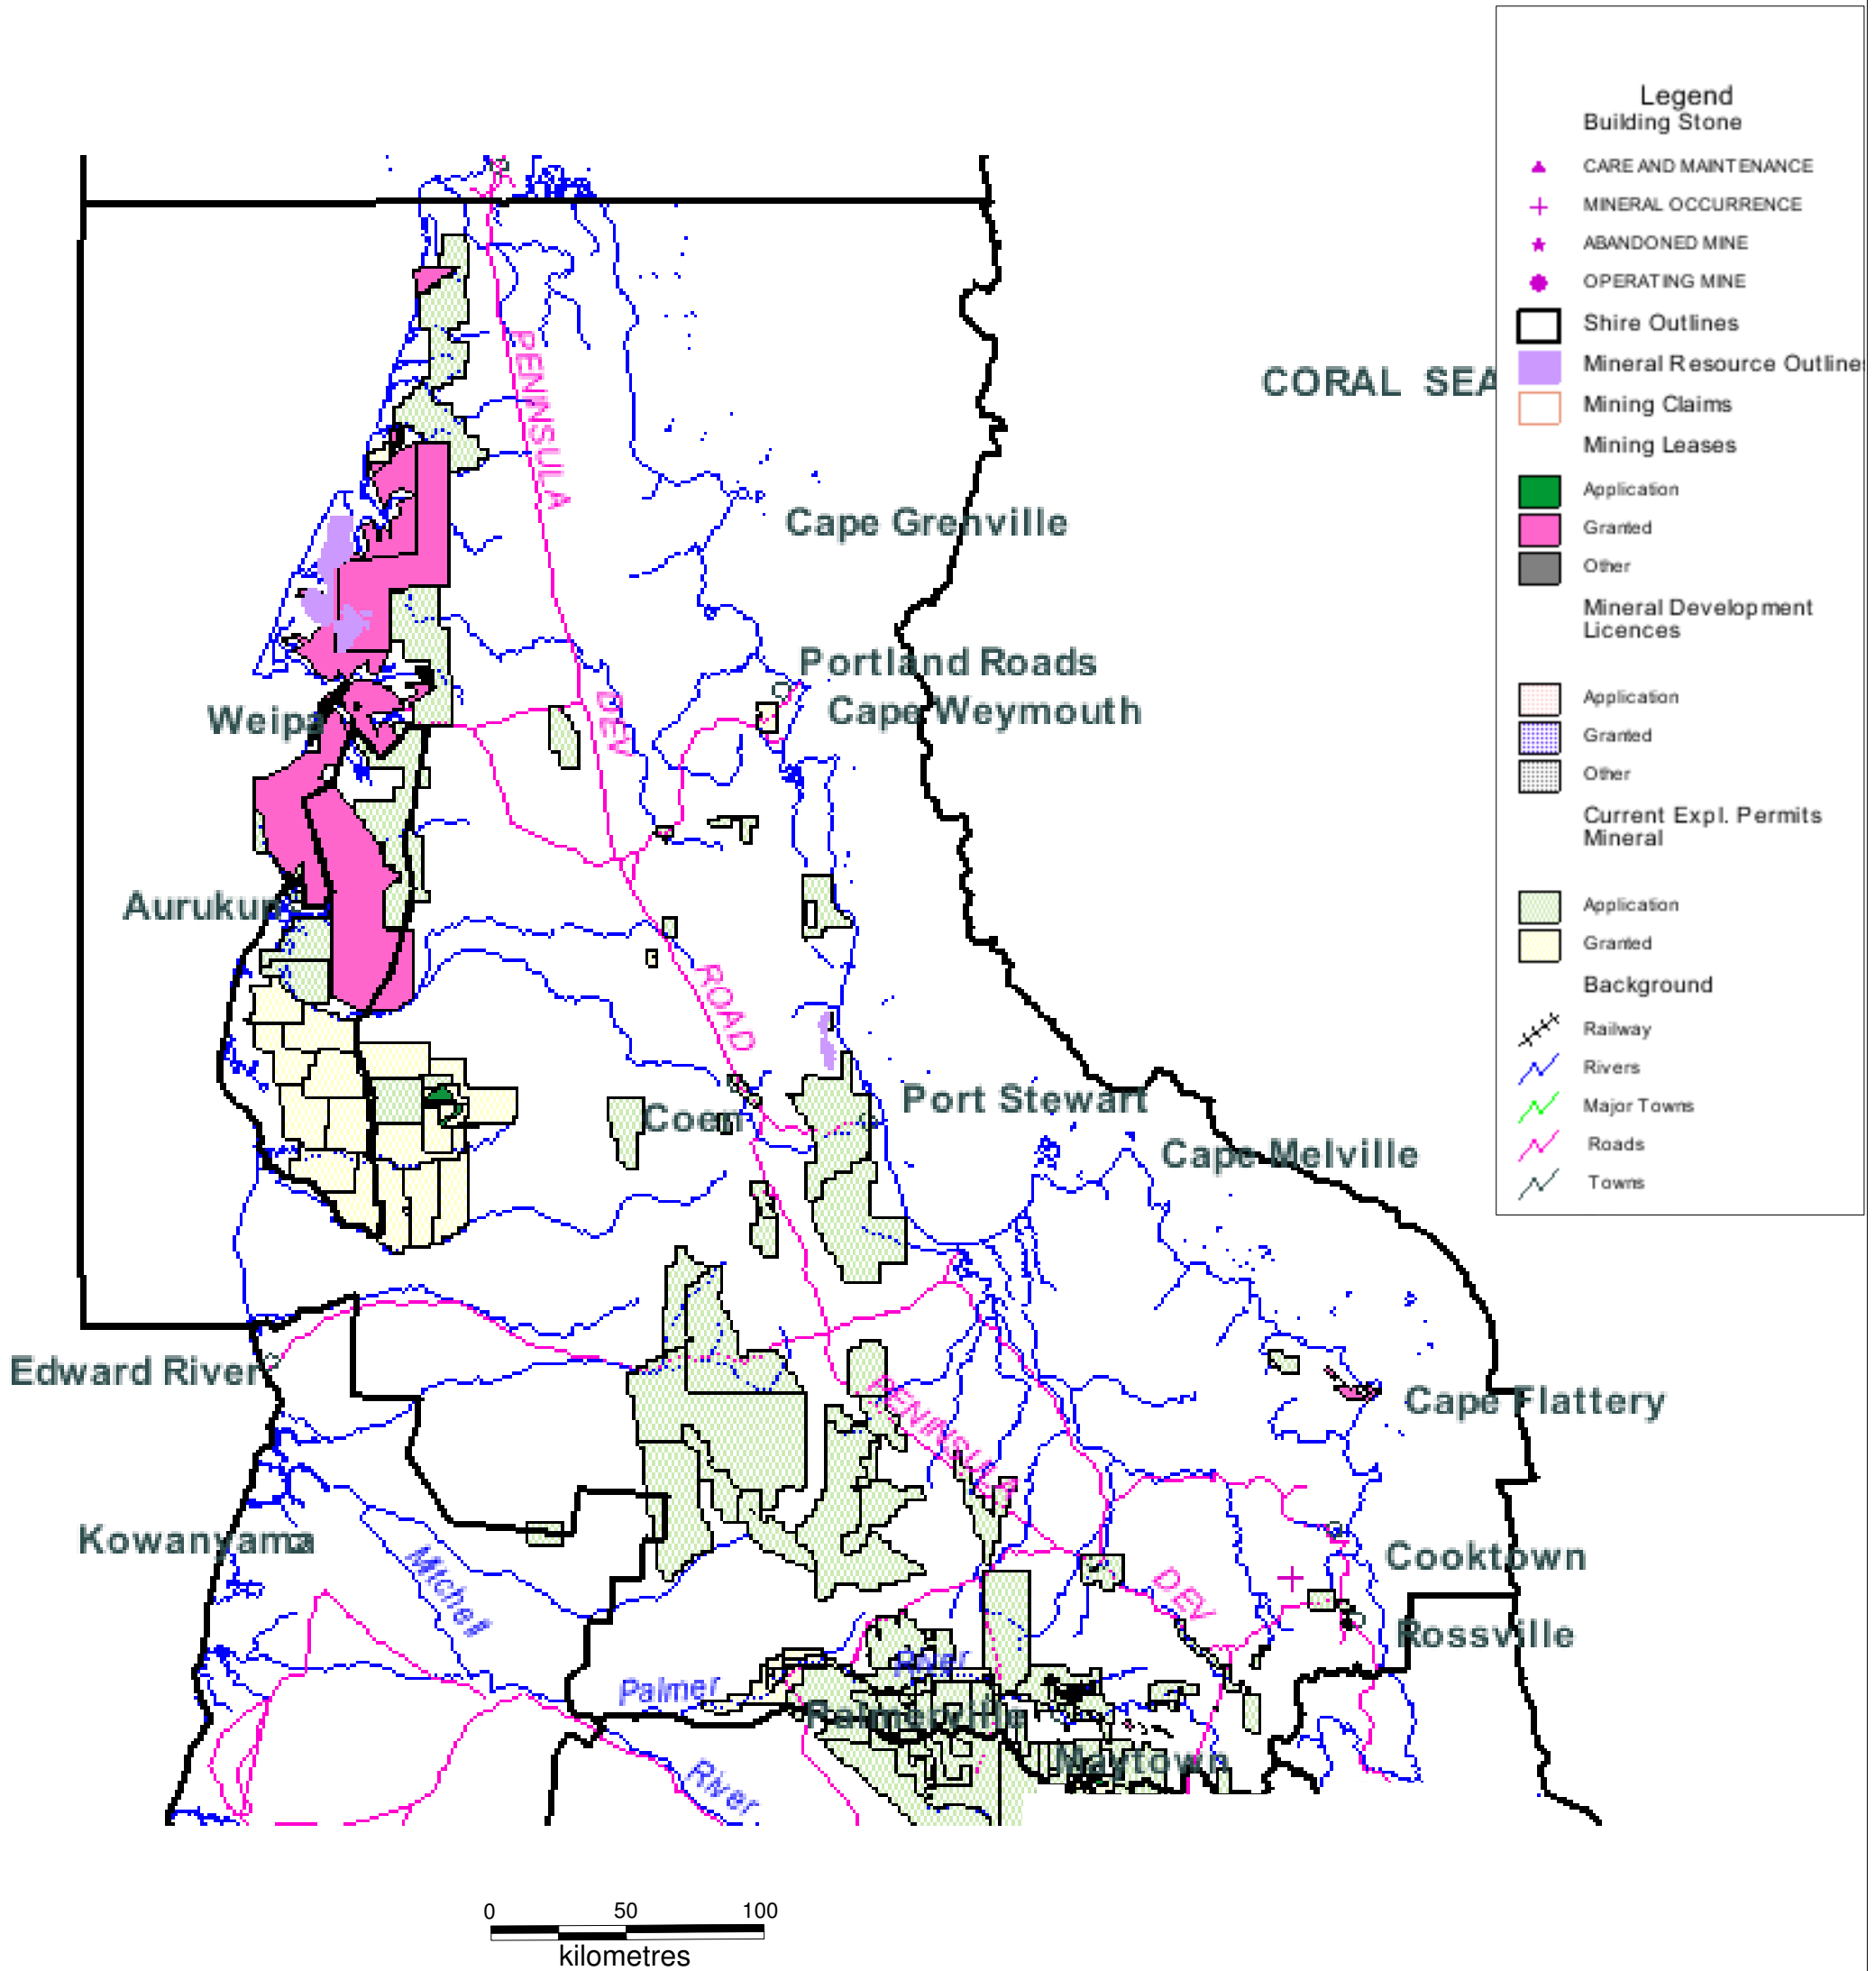 Legend
Building Stone
CARE AND MAINTENANCE
MINERAL OCCURRENCE
ABANDONED MINE
OPERATING MINE
Shire Outlines
Mineral Resource Outlines
Mining Claims
Mining Leases
Application
Granted
Other
Mineral Development
Licences
Application
Granted
Other
Current Expl. Permits
Mineral
Application
Granted
Background
Railway
Rivers
Major Towns
Roads
Towns
CORAL SEA
PENINSULA
Cape Grenville
Portland Roads
Cape Weymouth
Weipa
DEV
Aurukun
ROAD
Port Stewart
Coen
Cape Melville
Edward River
Cape Flattery
PENINSULA
Kowanyama
Mitchell
Cooktown
DEV
Rossville
River
Palmer
Palmerville
Maytown
River
0 50 100
kilometres